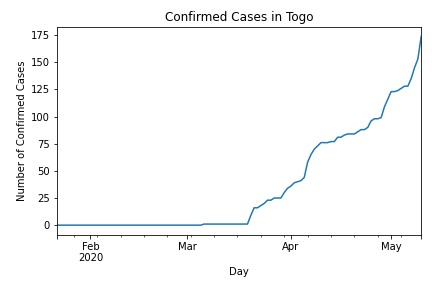 Confirmed Cases in Togo
Number of Confirmed Cases
175
150
125
100
75
50
25
0
Feb
2020
Mar
Apr
May
Day